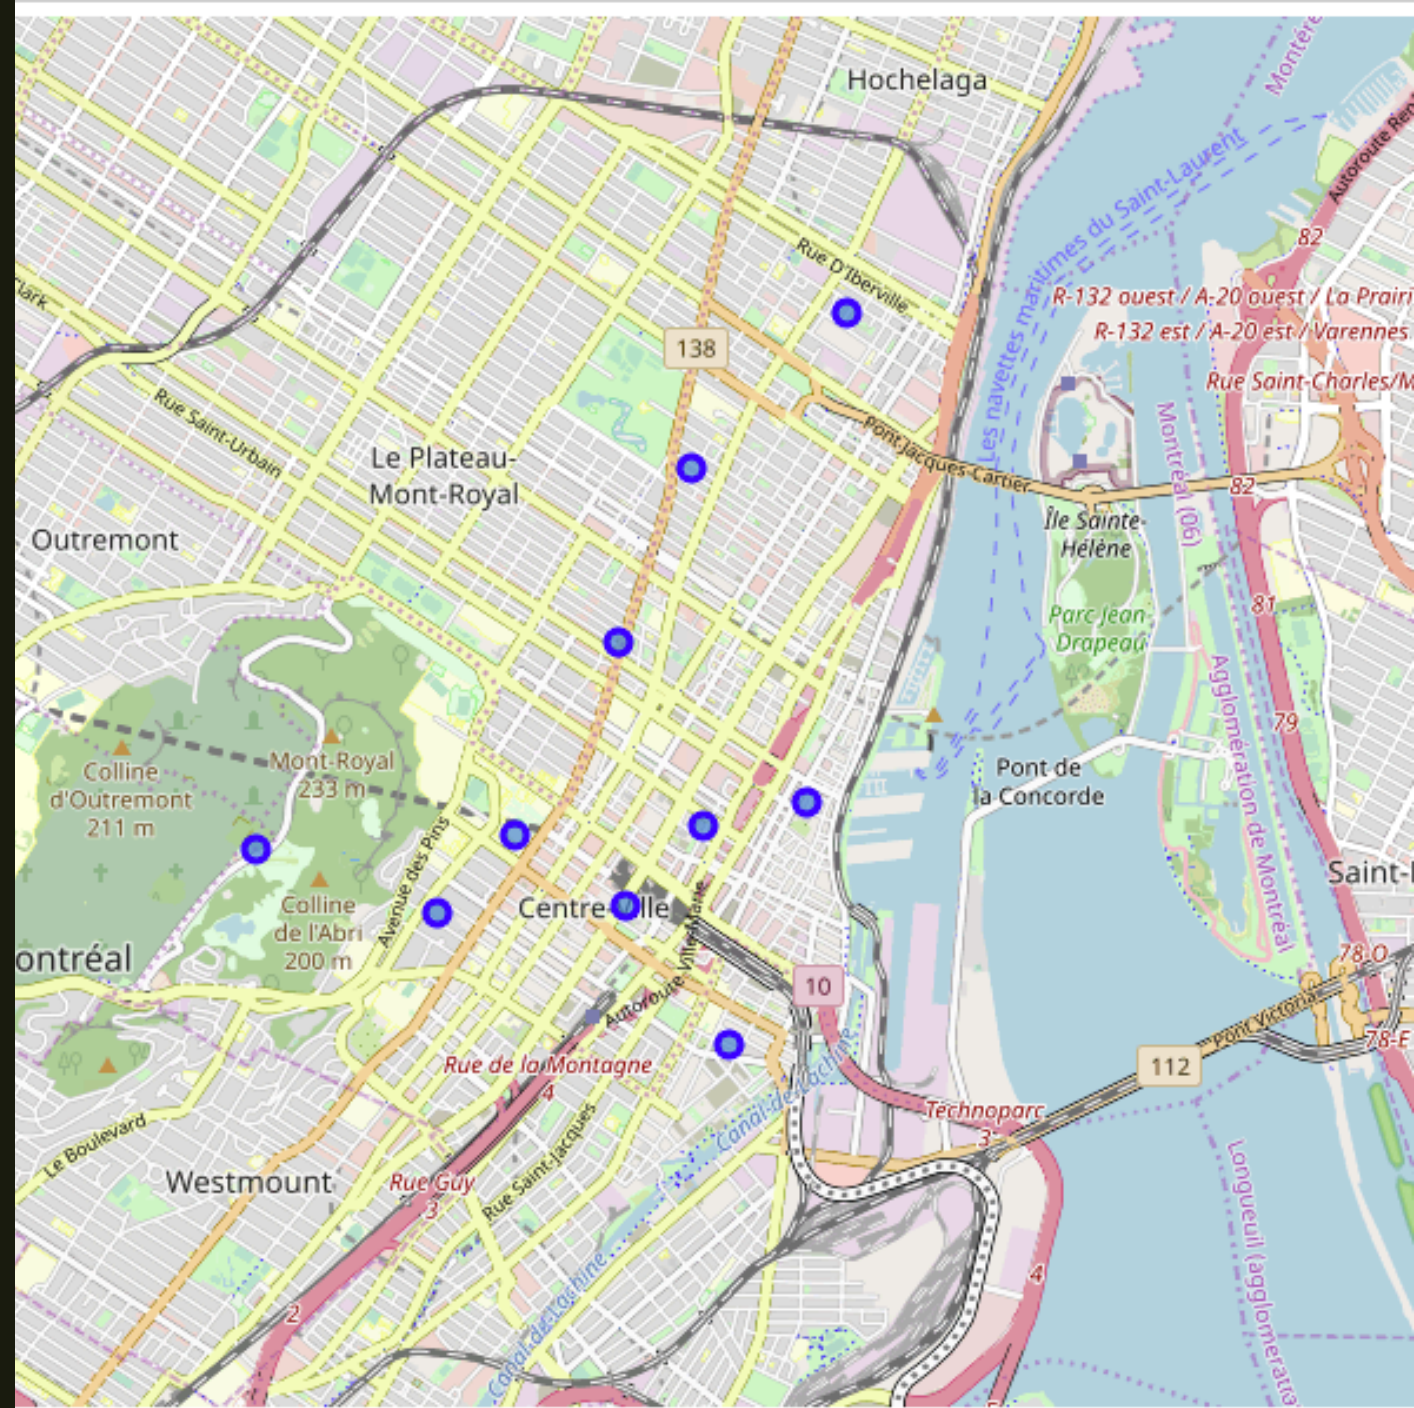 Montére
Hochelaga
Autoroute Ren
Les navettes maritimes du Saint-Laurent
82
Rue D'Iberville
Clark
R-132 ouest / A-20 ouest / La Prairi
R-132 est / A-20 est / Varennes
138
Rue Saint-Charles/M
Rue Saint-Urbain
Pont Jacques-Cartier
Montréal (06)
Le Plateau-
Mont-Royal
82
Île Sainte-
Hélène
Outremont
81
Parc Jean-
Drapeau
Agglomération de Montréal
79
Mont-Royal
233 m
Colline
d'Outremont
211 m
Pont de
la Concorde
Avenue des Pins
Saint-L
Colline
de l'Abri
200 m
Centre-Ville
ontréal
78-O
10
Autoroute Ville-Marie
Pont Victoria
78-E
Rue de la Montagne
4
112
Canal de Lachine
Technoparc
3
Le Boulevard
Rue Saint-Jacques
Westmount
Rue Guy
3
Longueuil (agglomératio
4
2
Canal de Lachine